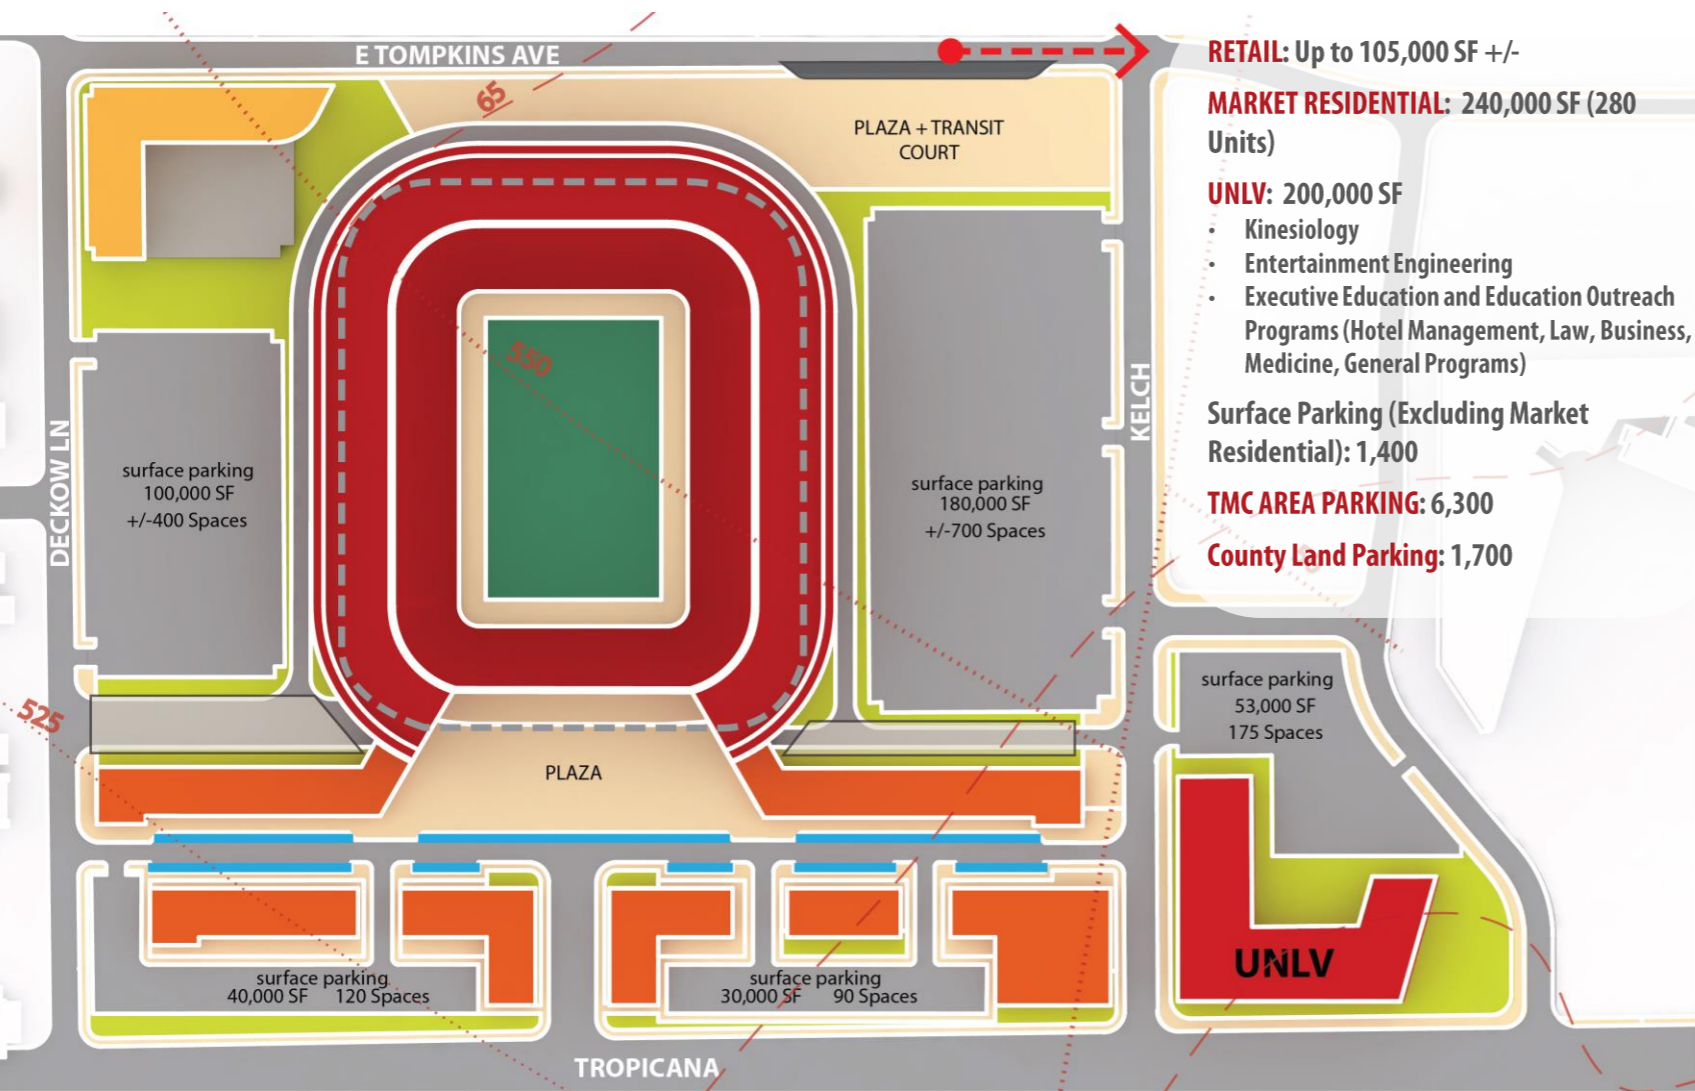 E TOMPKINS AVE
65
PLAZA + TRANSIT
COURT
RETAIL: Up to 105,000 SF +/-
MARKET RESIDENTIAL: 240,000 SF (280
Units)
UNLV: 200,000 SF
• Kinesiology
• Entertainment Engineering
• Executive Education and Education Outreach
Programs (Hotel Management, Law, Business,
Medicine, General Programs)
Surface Parking (Excluding Market
Residential): 1,400
TMC AREA PARKING: 6,300
County Land Parking: 1,700
550
KELCH
DECKOW LN
surface parking
100,000 SF
+/-400 Spaces
surface parking
180,000 SF
+/-700 Spaces
525
surface parking
53,000 SF
175 Spaces
PLAZA
UNLV
surface parking
40,000 SF 120 Spaces
surface parking
30,000 SF 90 Spaces
TROPICANA